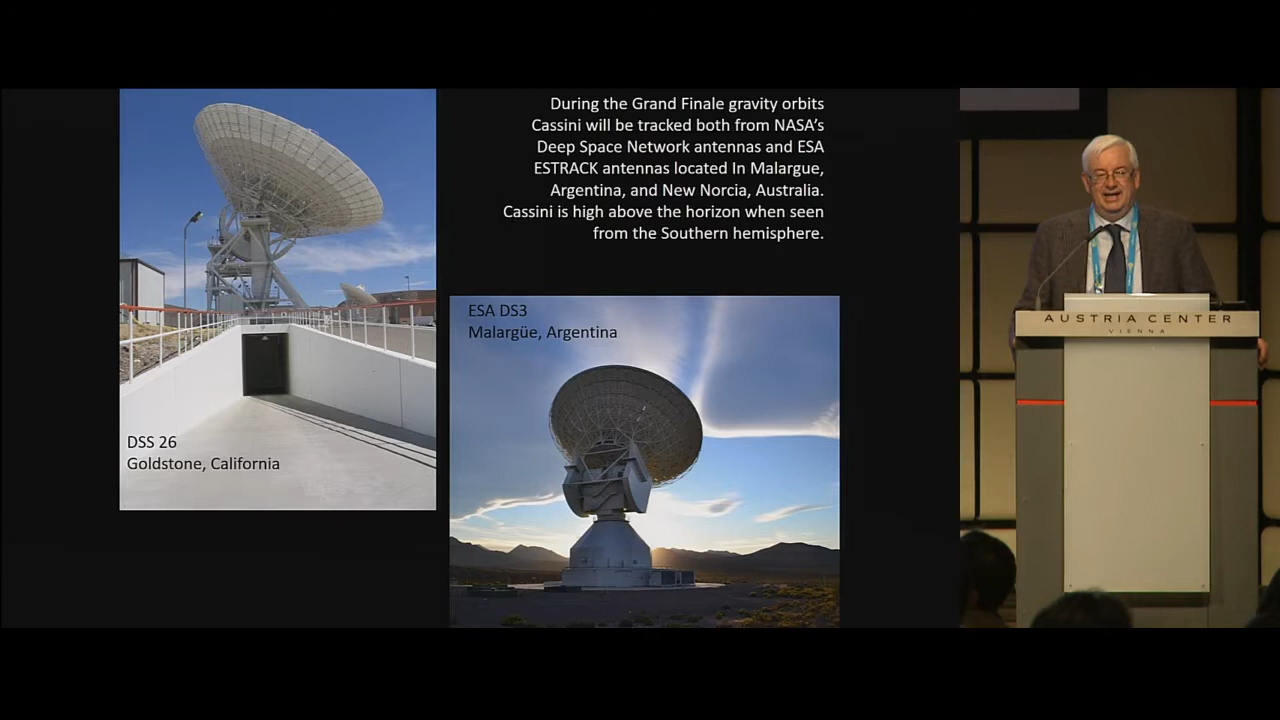 During the Grand Finale gravity orbits
Cassini will be tracked both from NASA's
Deep Space Network antennas and ESA
ESTRACK antennas located In Malargue,
Argentina, and New Norcia, Australia.
Cassini is high above the horizon when seen
from the Southern hemisphere.
ESA DS3
Malargüe, Argentina
DSS 26
Goldstone, California
AUSTRIA CENTER
VIENNA